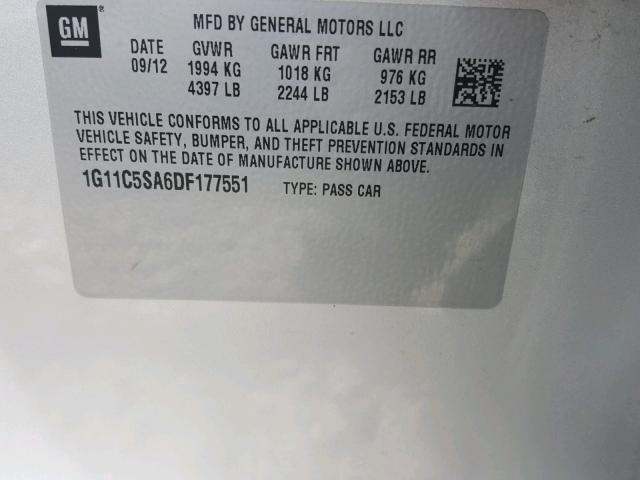 GM
®
MFD BY GENERAL MOTORS LLC
DATE GVWR GAWR FRT GAWR RR
09/12 1994 KG 1018 KG 976 KG
4397 LB 2244 LB 2153 LB
THIS VEHICLE CONFORMS TO ALL APPLICABLE U.S. FEDERAL MOTOR
VEHICLE SAFETY, BUMPER, AND THEFT PREVENTION STANDARDS IN
EFFECT ON THE DATE OF MANUFACTURE SHOWN ABOVE.
1G11C5SA6DF177551 TYPE: PASS CAR